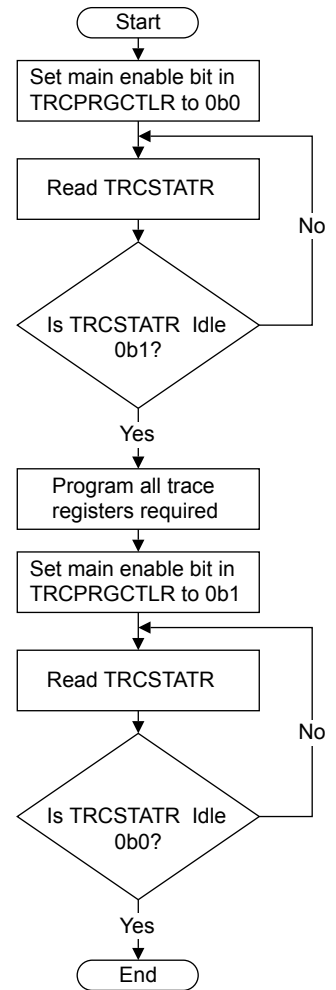 Start
Set main enable bit in
TRCPRGCTLR to 0b0
Read TRCSTATR
No
Is TRCSTATR Idle
0b1?
Yes
Program all trace
registers required
Set main enable bit in
TRCPRGCTLR to 0b1
Read TRCSTATR
No
Is TRCSTATR Idle
0b0?
Yes
End